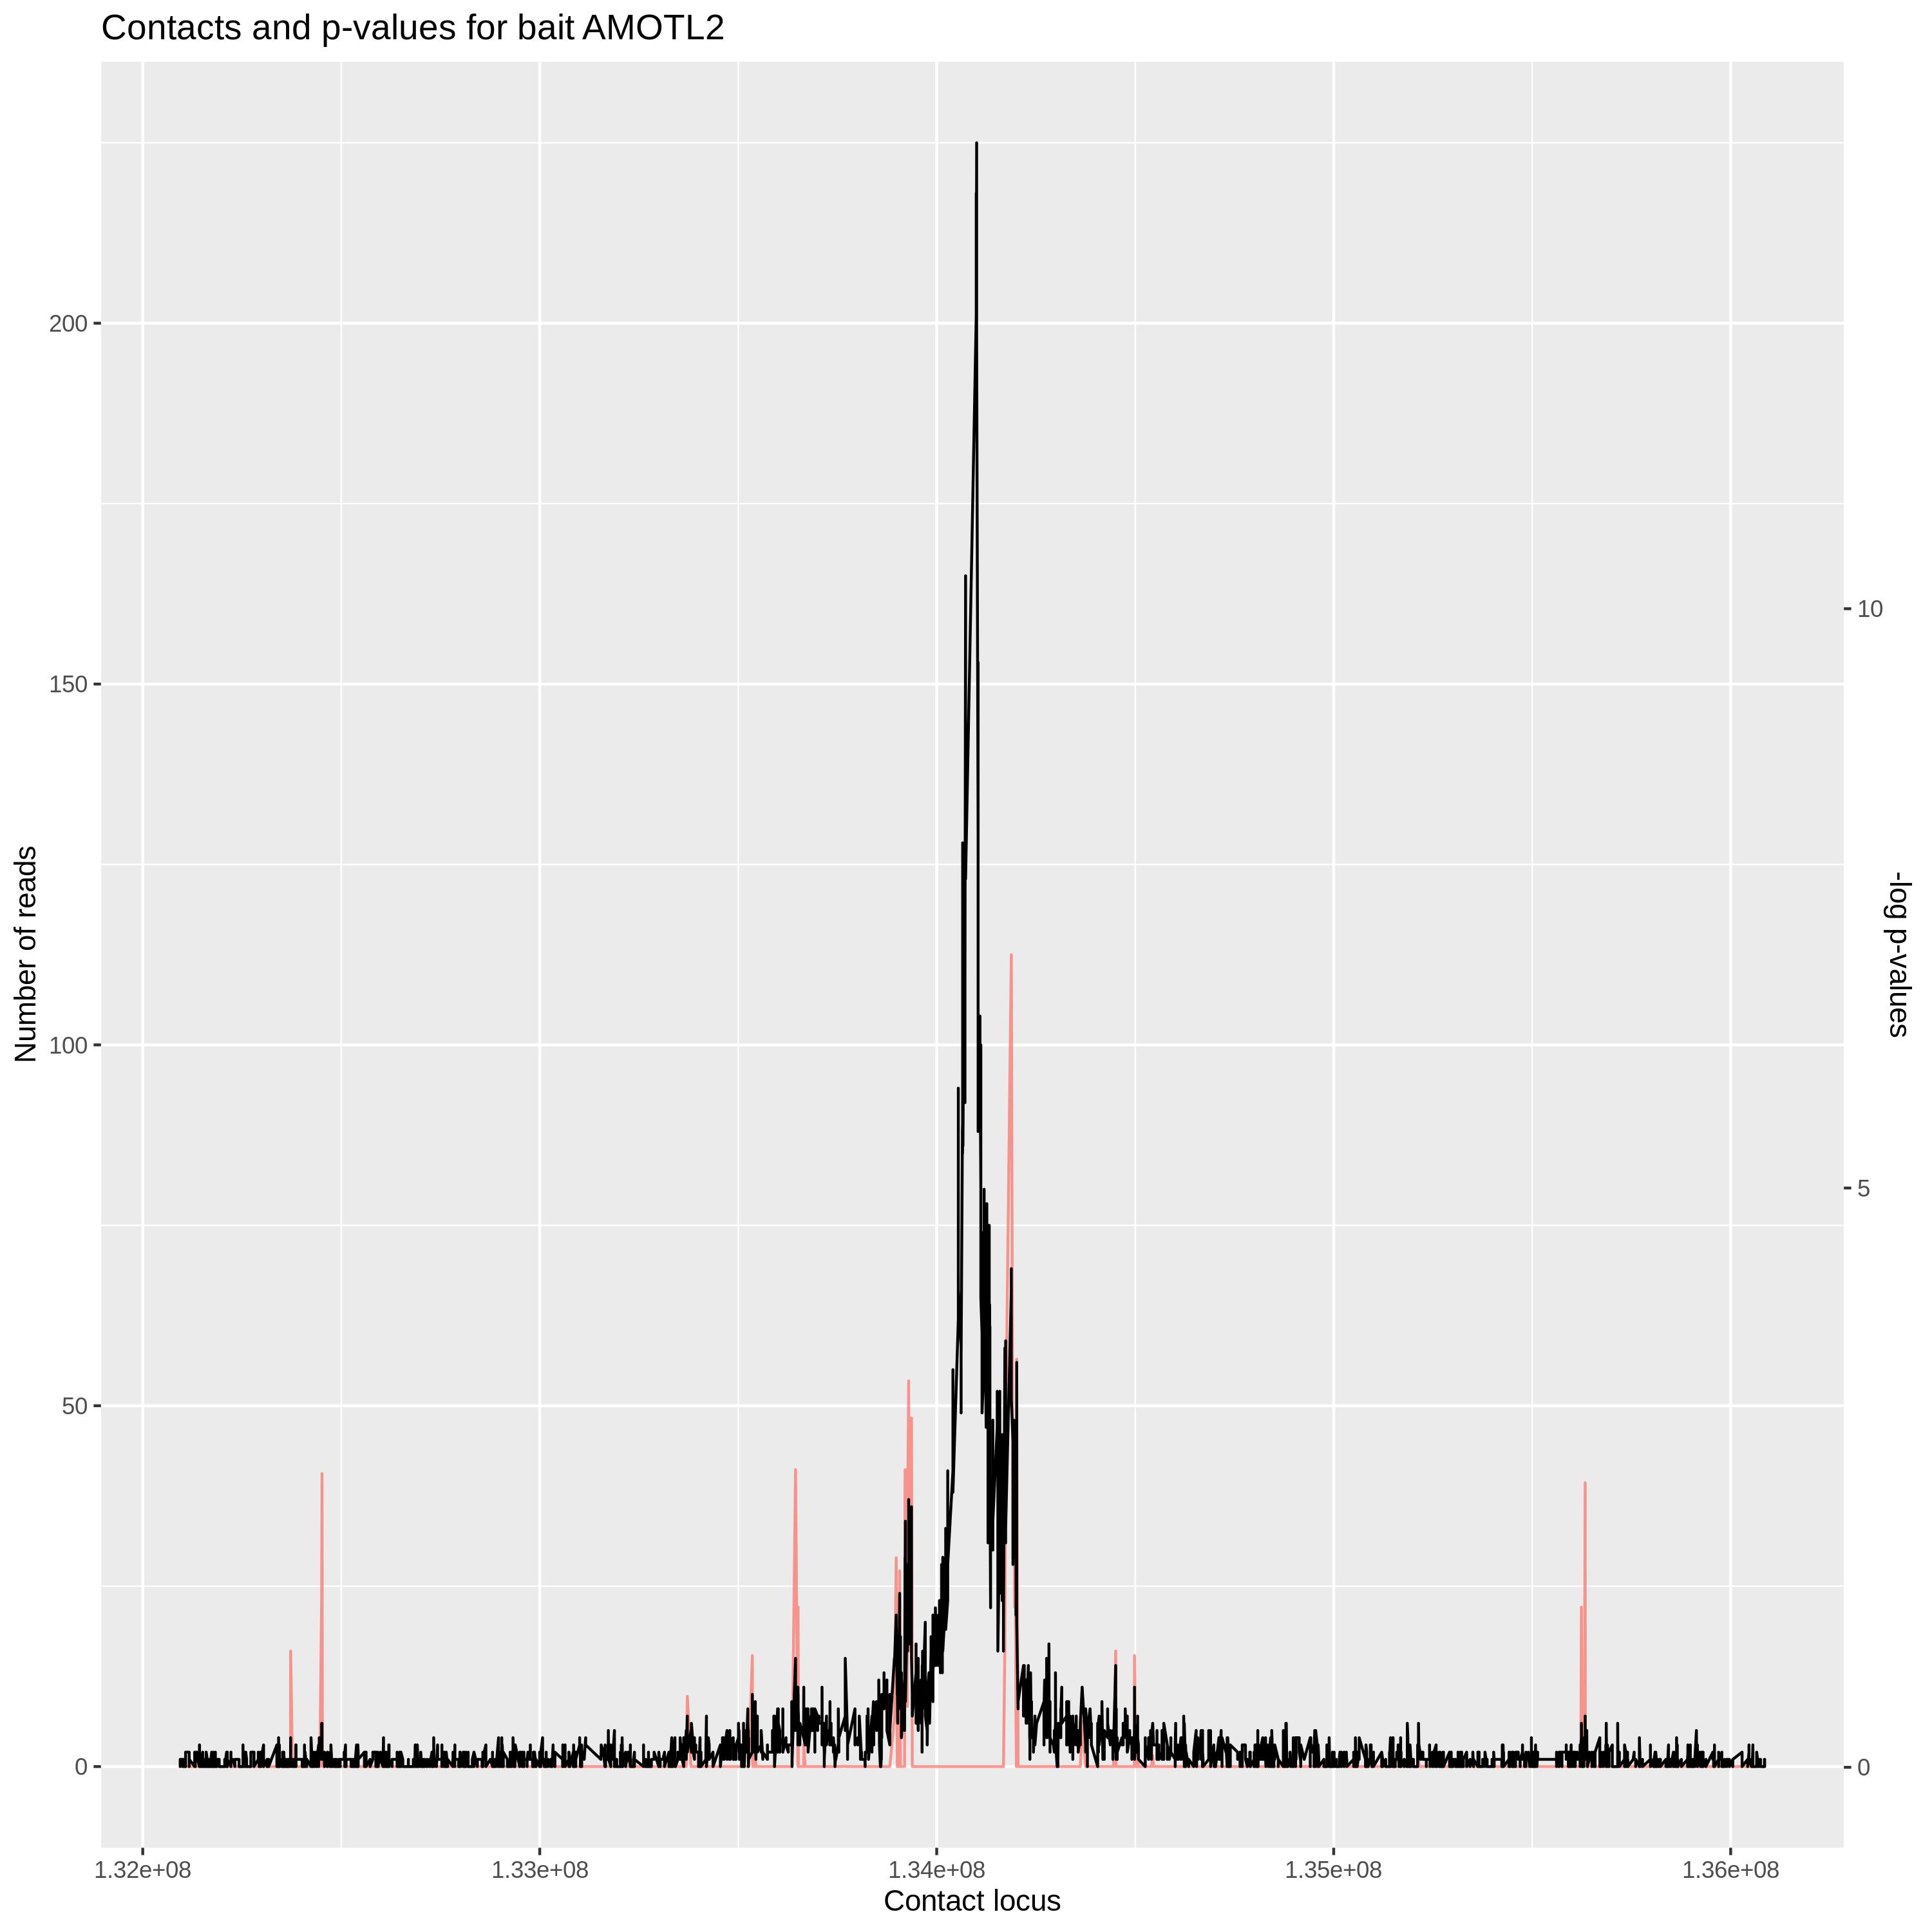 Contacts and p-values for bait AMOTL2
Number of reads
200
150
100
50
0
10
5
0
-log p-values
1.32e+08 1.33e+08 1.34e+08 1.35e+08 1.36e+08
Contact locus